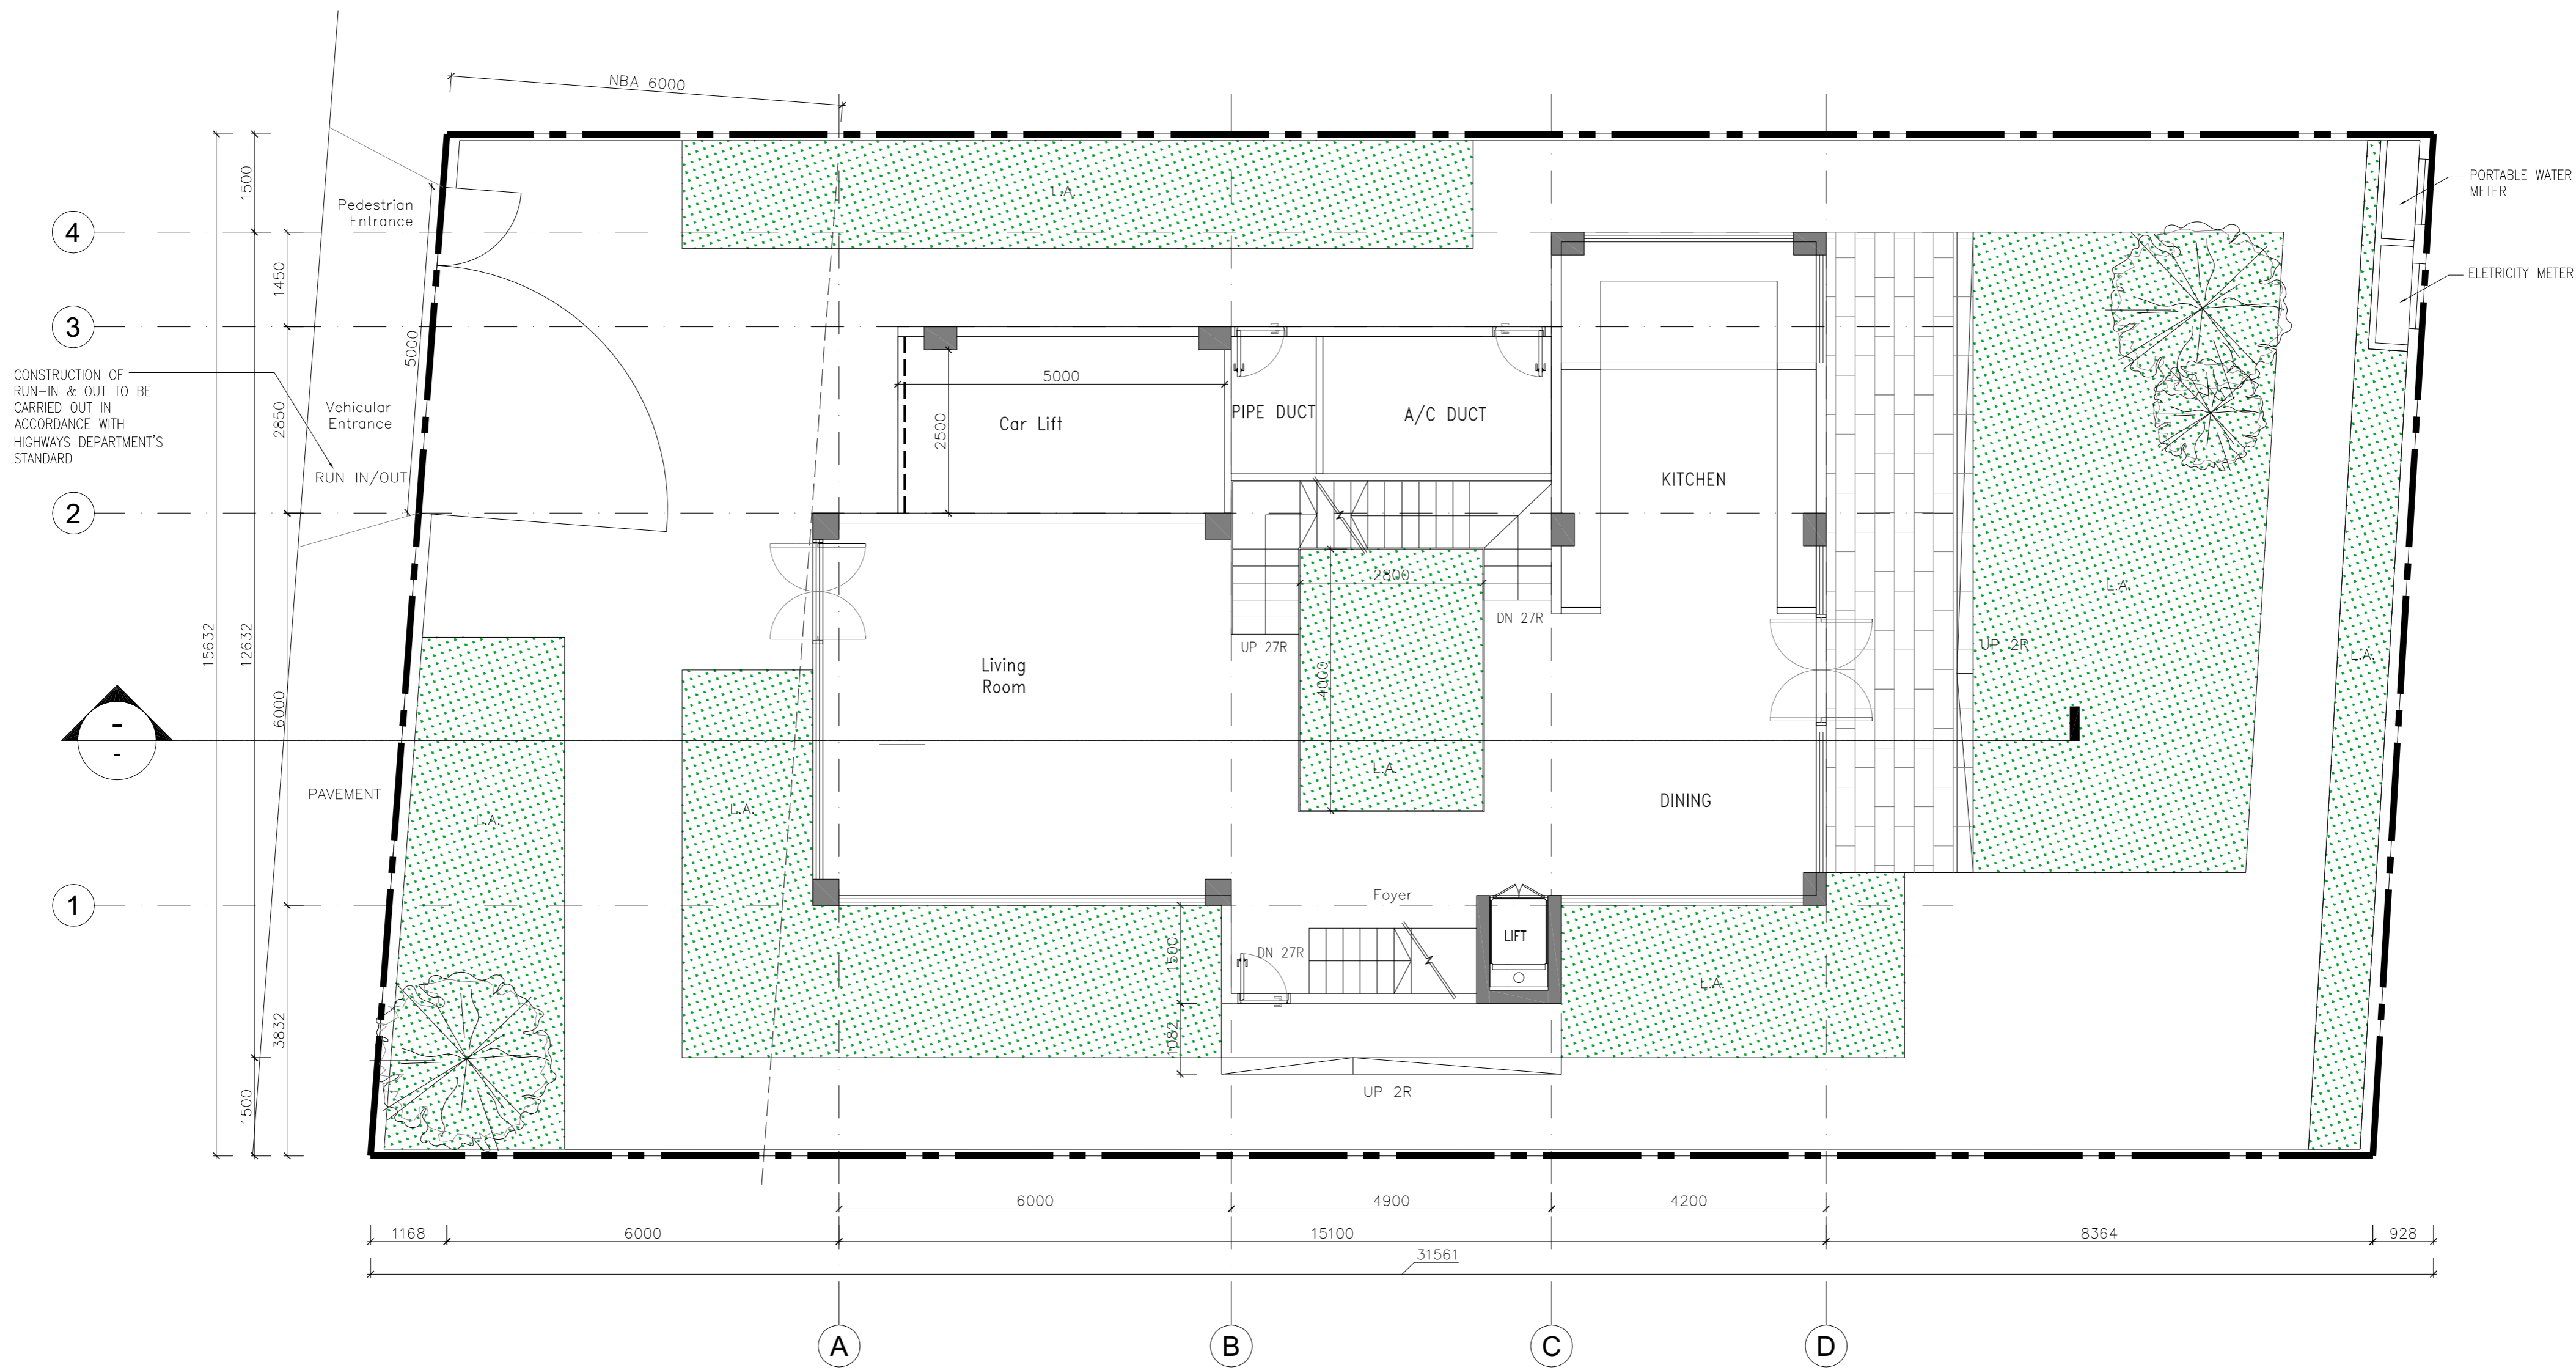 NBA 6000
PORTABLE WATER
METER
ELETRICITY METER
1500
Pedestrian
Entrance
L.A.
4
1450
3
5000
CONSTRUCTION OF
RUN-IN & OUT TO BE
CARRIED OUT IN
ACCORDANCE WITH
HIGHWAYS DEPARTMENT'S
STANDARD
2850
Vehicular
Entrance
RUN IN/OUT
5000
2500
Car Lift
PIPE DUCT
A/C DUCT
KITCHEN
2
2800
DN 27R
UP 27R
L.A.
15632
12632
6000
Living
Room
4000
UP 2R
L.A.
-
-
PAVEMENT
L.A.
L.A.
L.A.
DINING
1
Foyer
LIFT
DN 27R
1500
L.A.
3832
1082
1500
UP 2R
6000
4900
4200
1168
6000
15100
8364
928
31561
A
B
C
D